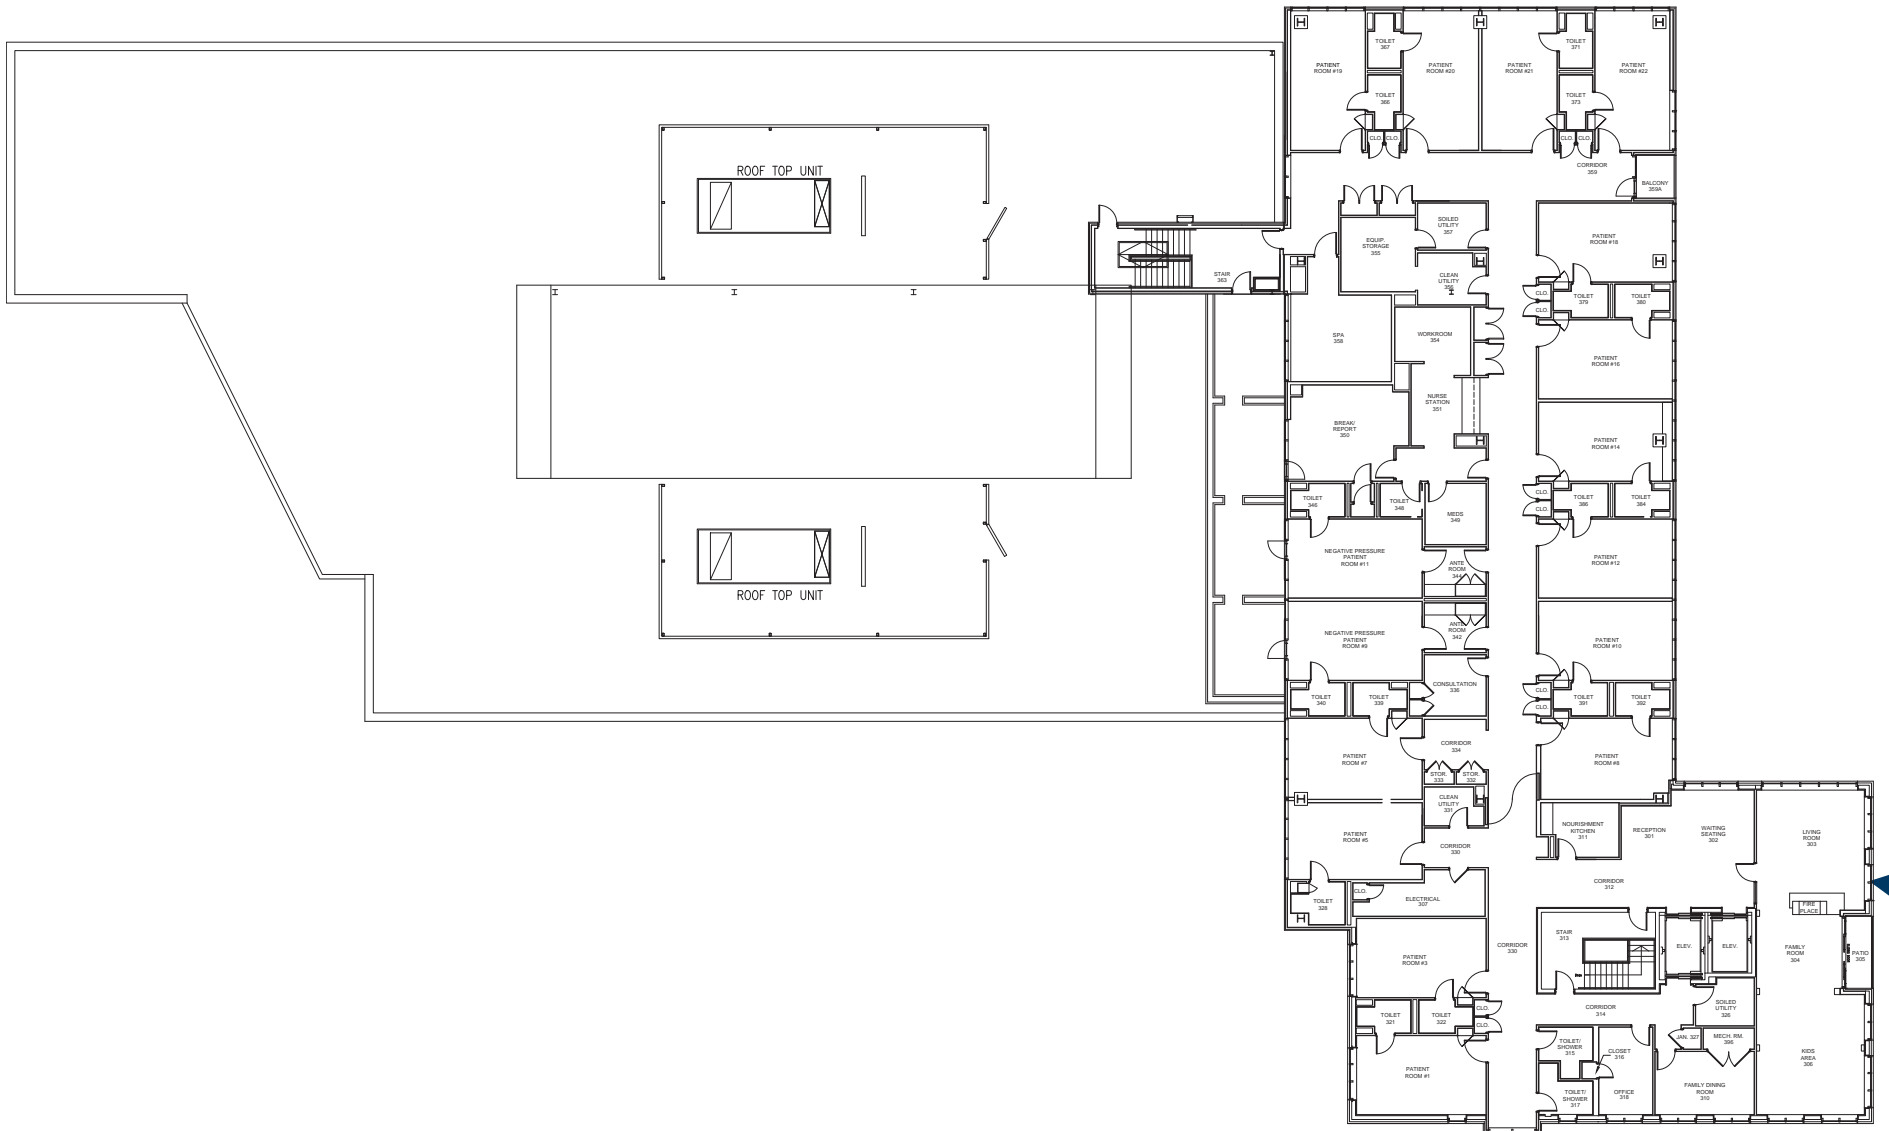 TOILET
367
TOILET
371
PATIENT
ROOM #19
PATIENT
ROOM #20
PATIENT
ROOM #21
PATIENT
ROOM #22
TOILET
366
TOILET
373
CLO.
CLO.
CLO.
CLO.
CORRIDOR
359
BALCONY
359A
ROOF TOP UNIT
SOILED
UTILITY
357
EQUIP.
STORAGE
355
PATIENT
ROOM #18
STAIR
363
CLEAN
UTILITY
CLO.
CLO.
TOILET
379
TOILET
380
SPA
358
WORKROOM
354
PATIENT
ROOM #16
NURSE
STATION
351
BREAK/
REPORT
350
PATIENT
ROOM #14
TOILET
346
TOILET
348
MEDS
349
CLO.
CLO.
TOILET
386
TOILET
384
NEGATIVE PRESSURE
PATIENT
ROOM #11
ANTE
ROOM
344
PATIENT
ROOM #12
ROOF TOP UNIT
NEGATIVE PRESSURE
PATIENT
ROOM #9
ANTE
ROOM
342
PATIENT
ROOM #10
CONSULTATION
336
TOILET
340
TOILET
339
CLO.
CLO.
TOILET
391
TOILET
392
CORRIDOR
334
PATIENT
ROOM #7
PATIENT
ROOM #8
STOR.
333
STOR.
332
CLEAN
UTILITY
331
PATIENT
ROOM #5
CORRIDOR
330
NOURISHMENT
KITCHEN
311
RECEPTION
301
WAITING
SEATING
302
LIVING
ROOM
303
CORRIDOR
312
CLO.
TOILET
328
ELECTRICAL
307
FIRE
PLACE
STAIR
313
CORRIDOR
330
ELEV.
ELEV.
FAMILY
ROOM
304
PATIO
305
PATIENT
ROOM #3
CLO.
CLO.
TOILET
321
TOILET
322
CORRIDOR
314
SOILED
UTILITY
326
JAN. 327
MECH. RM.
396
TOILET/
SHOWER
315
CLOSET
316
KIDS
AREA
306
PATIENT
ROOM #1
TOILET/
SHOWER
317
OFFICE
318
FAMILY DINING
ROOM
310